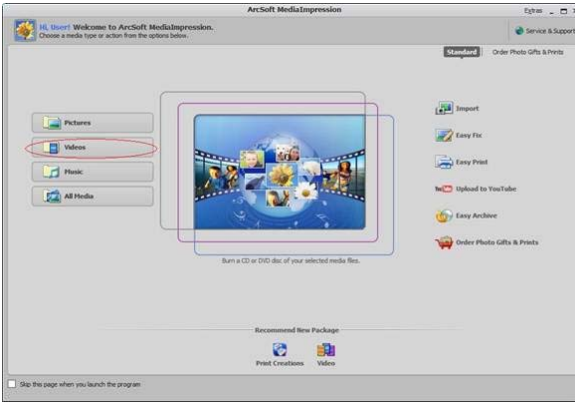 ArcSoft MediaImpression
Extras
Hi, User! Welcome to ArcSoft MediaImpression.
Choose a media type or action from the options below.
Service & Support
Standard
Order Photo Gifts & Prints
Pictures
Videos
Music
All Media
Import
Easy Fix
Easy Print
You Tube Upload to YouTube
Easy Archive
Order Photo Gifts & Prints
Burn a CD or DVD disc of your selected media files.
Recommend New Package
Print Creations
Video
Skip this page when you launch the program